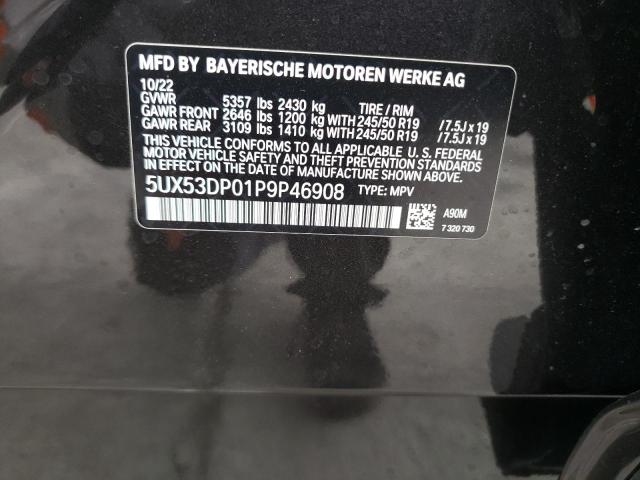 MFD BY BAYERISCHE MOTOREN WERKE AG
10/22
GVWR 5357 lbs 2430 kg TIRE / RIM
GAWR FRONT 2646 lbs 1200 kg WITH 245/50 R19 / 7.5J x 19
GAWR REAR 3109 lbs 1410 kg WITH 245/50 R19 / 7.5J x 19
THIS VEHICLE CONFORMS TO ALL APPLICABLE U.S. FEDERAL
MOTOR VEHICLE SAFETY, BUMPER, AND THEFT PREVENTION STANDARDS
IN EFFECT ON THE DATE OF MANUFACTURE SHOWN ABOVE.
5UX53DP01P9P46908 TYPE: MPV
A90M
7 320 730